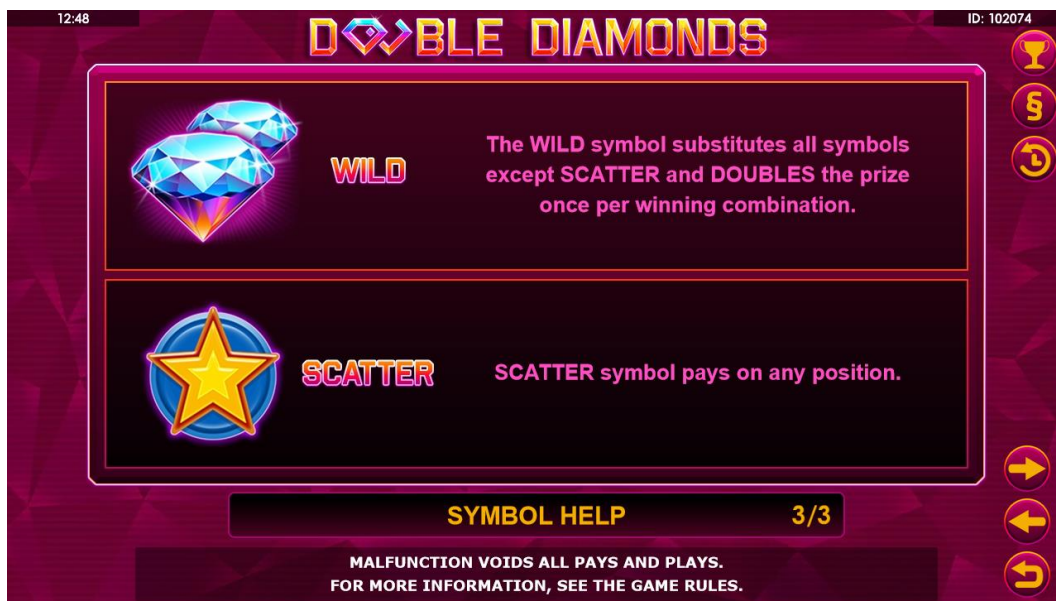 12:48
ID: 102074
DOUBLE DIAMONDS
WILD
The WILD symbol substitutes all symbols
except SCATTER and DOUBLES the prize
once per winning combination.
SCATTER
SCATTER symbol pays on any position.
SYMBOL HELP 3/3
MALFUNCTION VOIDS ALL PAYS AND PLAYS.
FOR MORE INFORMATION, SEE THE GAME RULES.
§